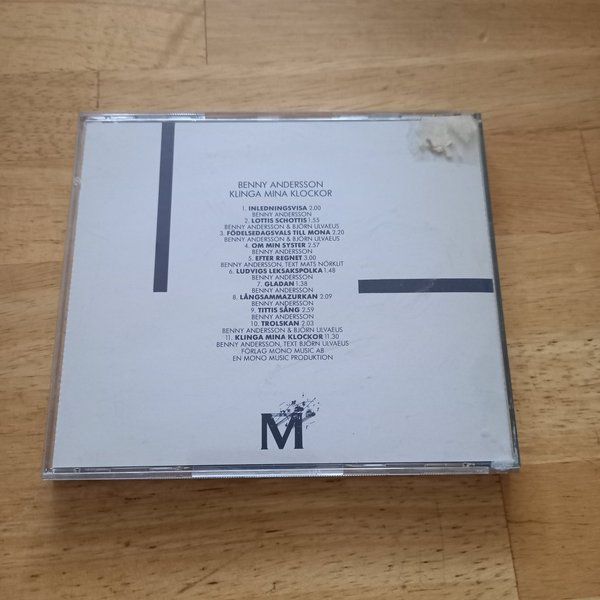 BENNY ANDERSSON
KLINGA MINA KLOCKOR
1. INLEDNINGSVISA 2.00
BENNY ANDERSSON
2. LOTTIS SCHOTTIS 1.55
BENNY ANDERSSON & BJÖRN ULVAEUS
3. FÖDELSEDAGSVALS TILL MONA 2.20
BENNY ANDERSSON & BJÖRN ULVAEUS
4. OM MIN SYSTER 2.57
BENNY ANDERSSON
5. EFTER REGNET 3.00
BENNY ANDERSSON, TEXT MATS NÖRKLIT
6. LUDVIGS LEKSAKSPOLKA 1.48
BENNY ANDERSSON
7. GLADAN 1.38
BENNY ANDERSSON
8. LÅNGSAMMAZURKAN 2.09
BENNY ANDERSSON
9. TITTIS SÅNG 2.59
BENNY ANDERSSON
10. TROLSKAN 2.03
BENNY ANDERSSON & BJÖRN ULVAEUS
11. KLINGA MINA KLOCKOR 11.30
BENNY ANDERSSON, TEXT BJÖRN ULVAEUS
FÖRLAG MONO MUSIC AB
EN MONO MUSIC PRODUKTION
M